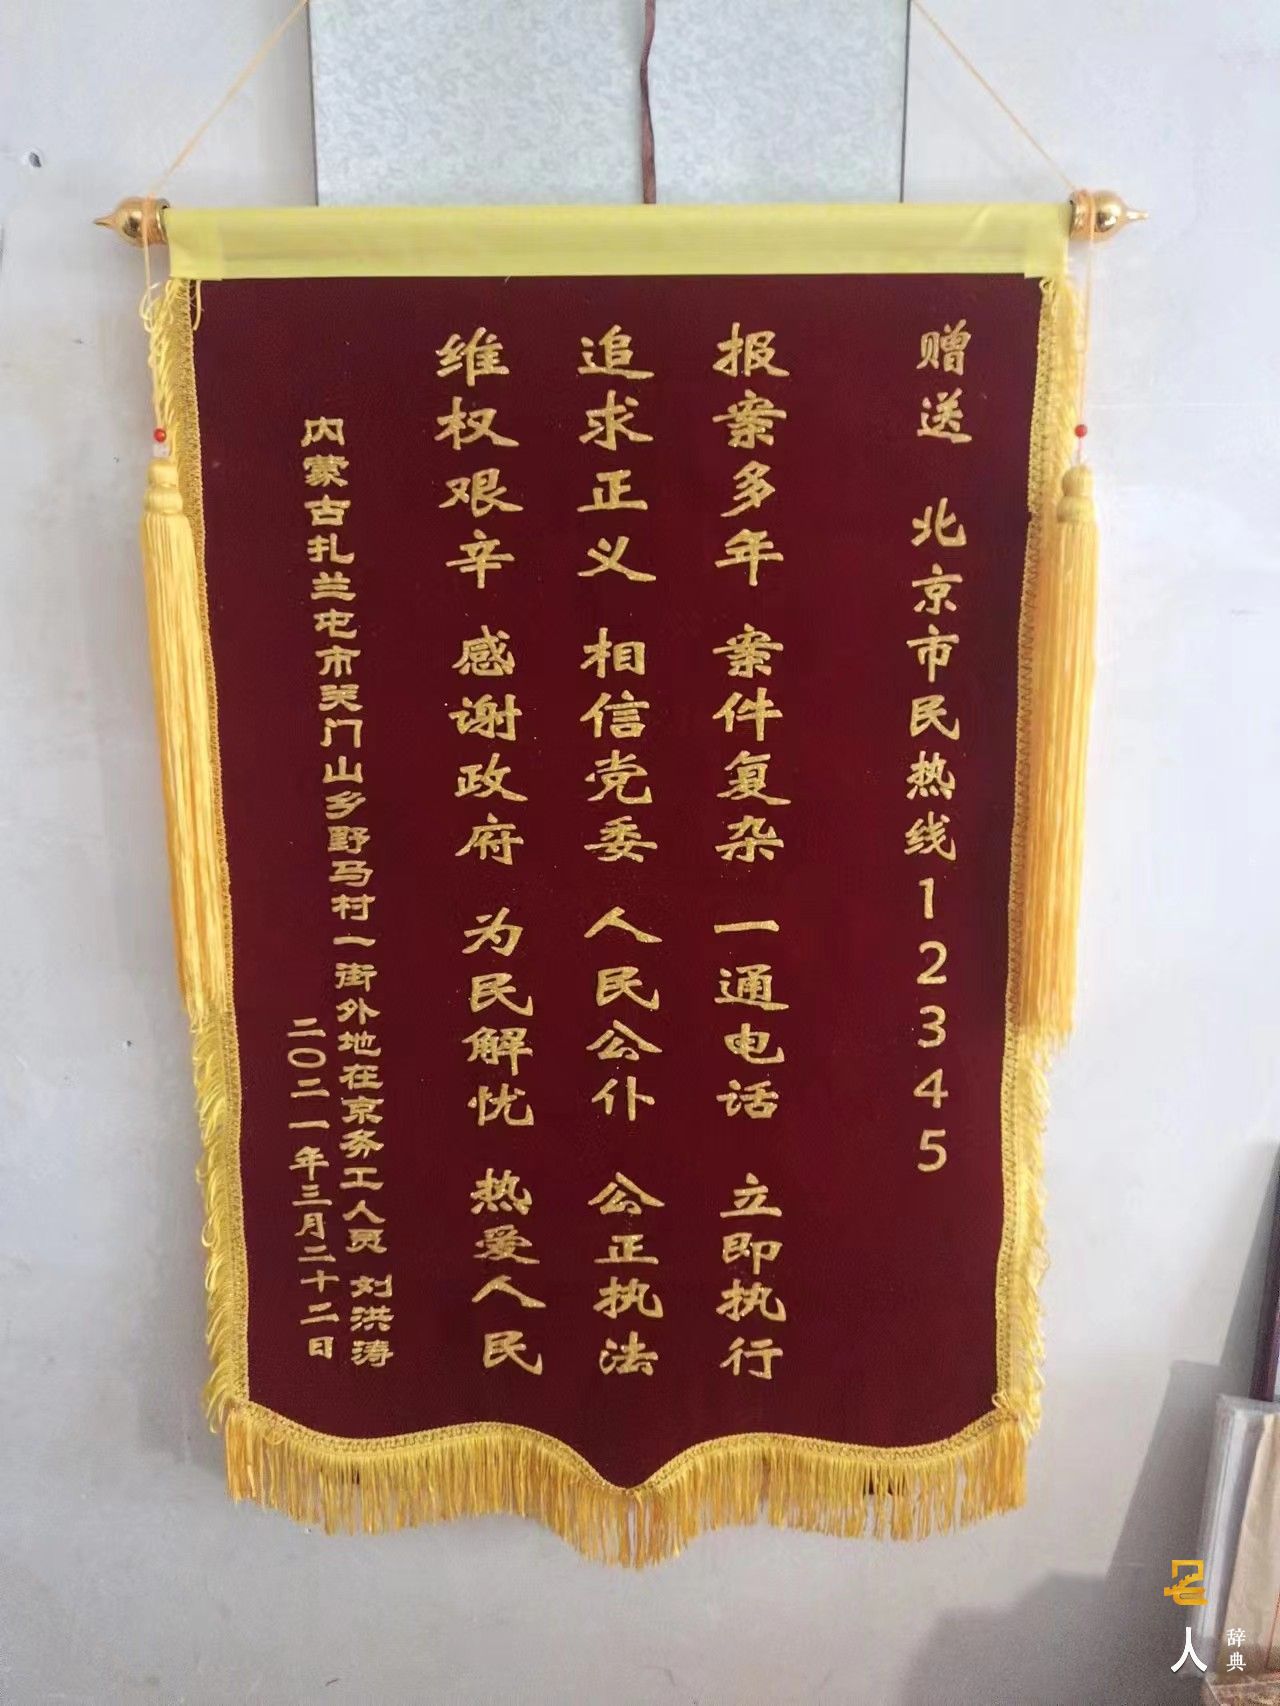 赠送 北京市民热线12345
报案多年 案件复杂 一通电话 立即执行
追求正义 相信党委 人民公仆 公正执法
维权艰辛 感谢政府 为民解忧 热爱人民
内蒙古扎兰屯市关门山乡野马村一街外地在京务工人员 刘洪涛
二〇二一年三月二十二日
名人辞典